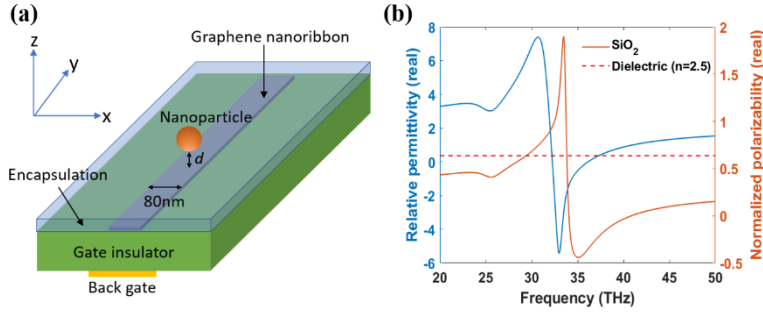 (a)
z
y
x
Graphene nanoribbon
Nanoparticle
d
Encapsulation
80nm
Gate insulator
Back gate
(b)
Relative permittivity (real)
8
6
4
2
0
-2
-4
-6
20 25 30 35 40 45 50
Frequency (THz)
SiO2
Dielectric (n=2.5)
2
1.5
1
0.5
0
-0.5
Normalized polarizability (real)